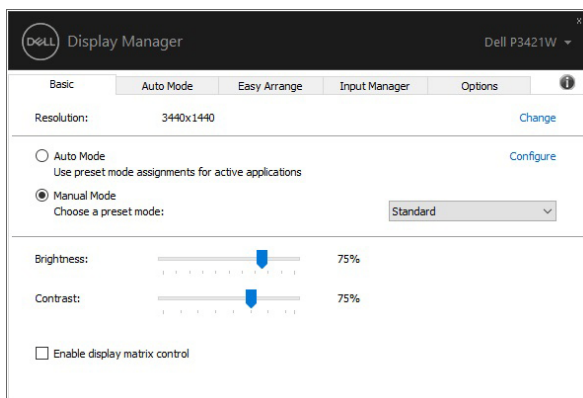 DELL Display Manager Dell P3421W
Basic Auto Mode Easy Arrange Input Manager Options
Resolution: 3440x1440 Change
Auto Mode Configure
Use preset mode assignments for active applications
Manual Mode
Choose a preset mode: Standard
Brightness: 75%
Contrast: 75%
Enable display matrix control